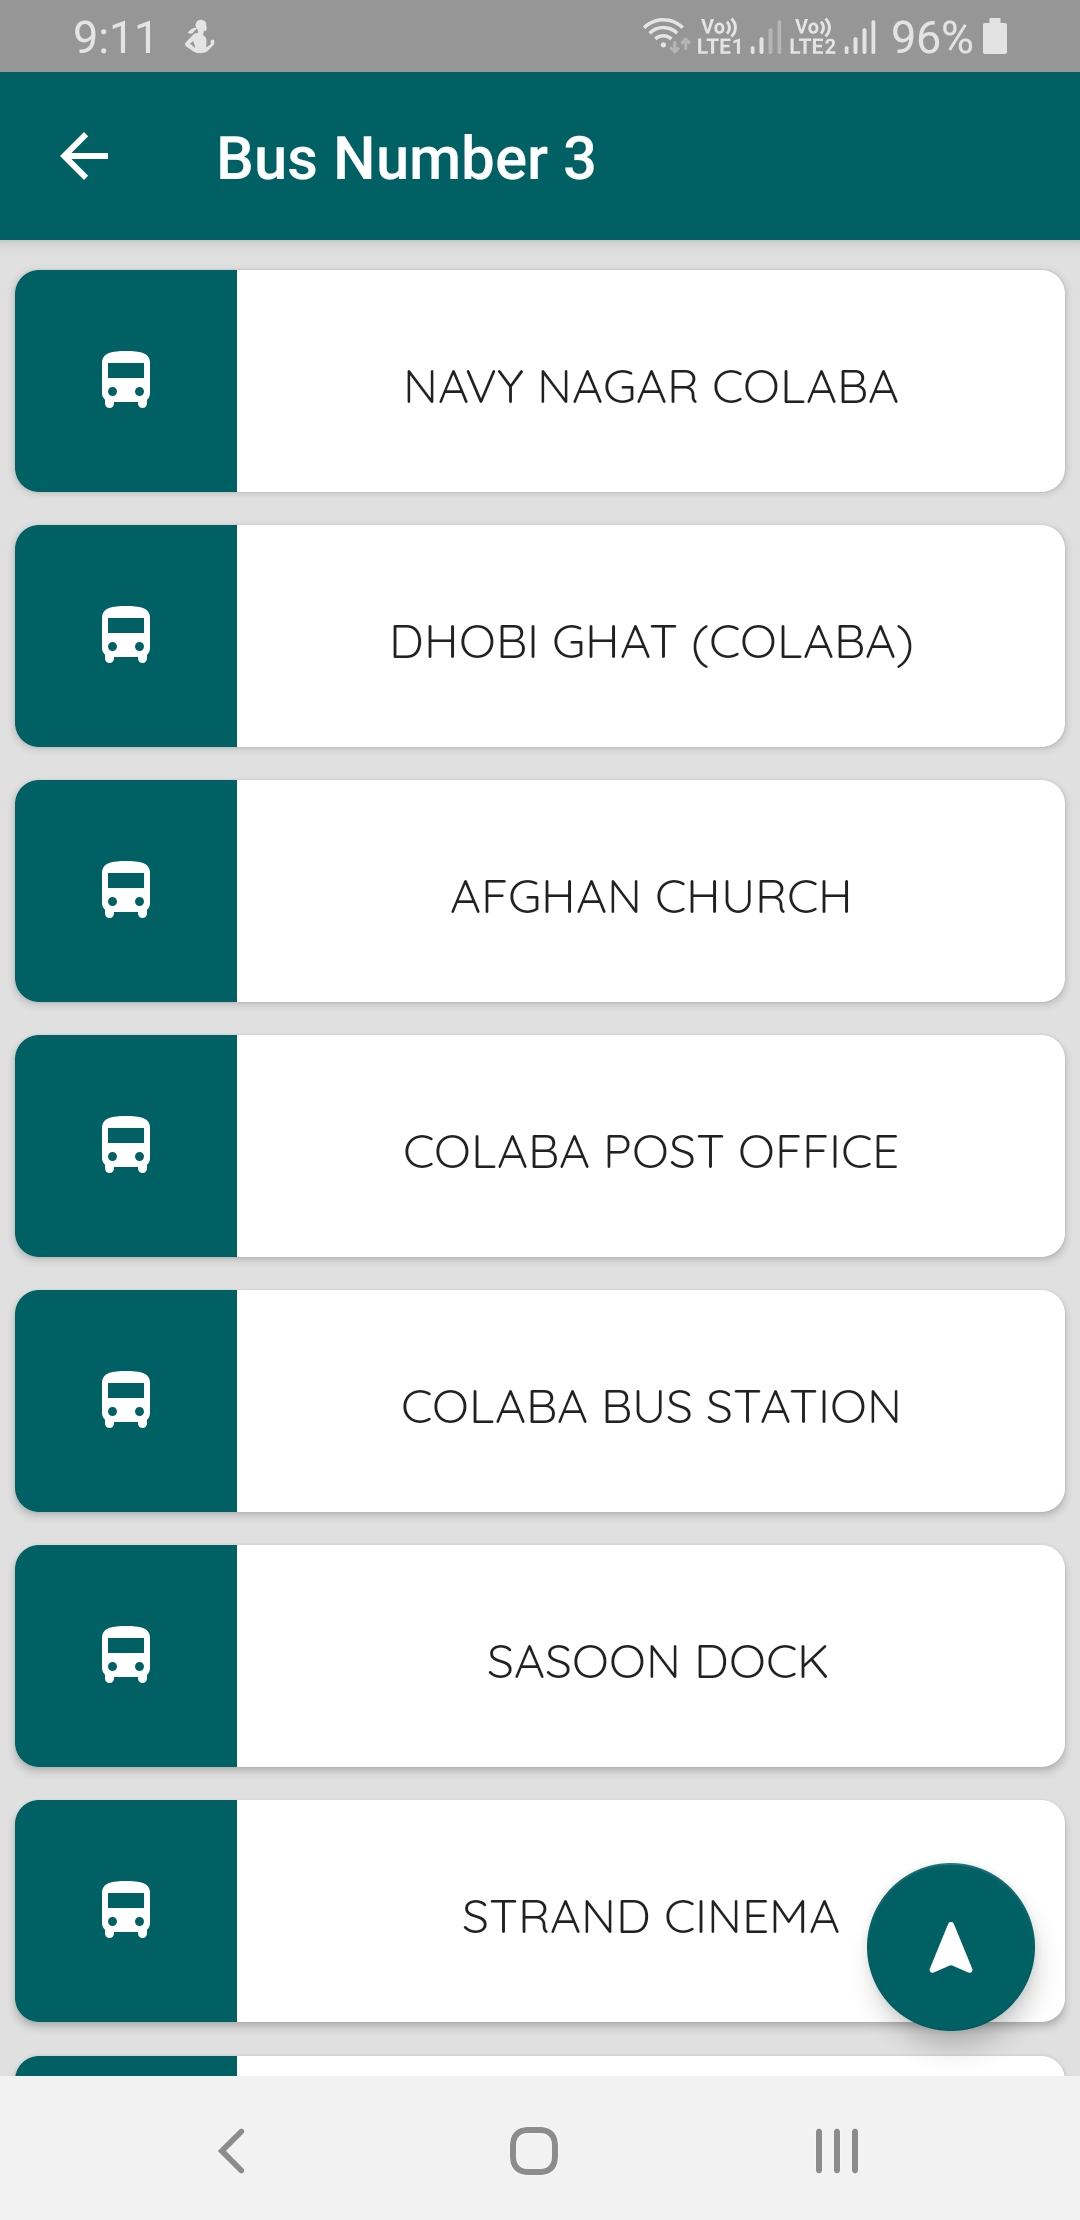 9:11
Vo)) LTE1 Vo)) LTE2 96%
Bus Number 3
NAVY NAGAR COLABA
DHOBI GHAT (COLABA)
AFGHAN CHURCH
COLABA POST OFFICE
COLABA BUS STATION
SASOON DOCK
STRAND CINEMA